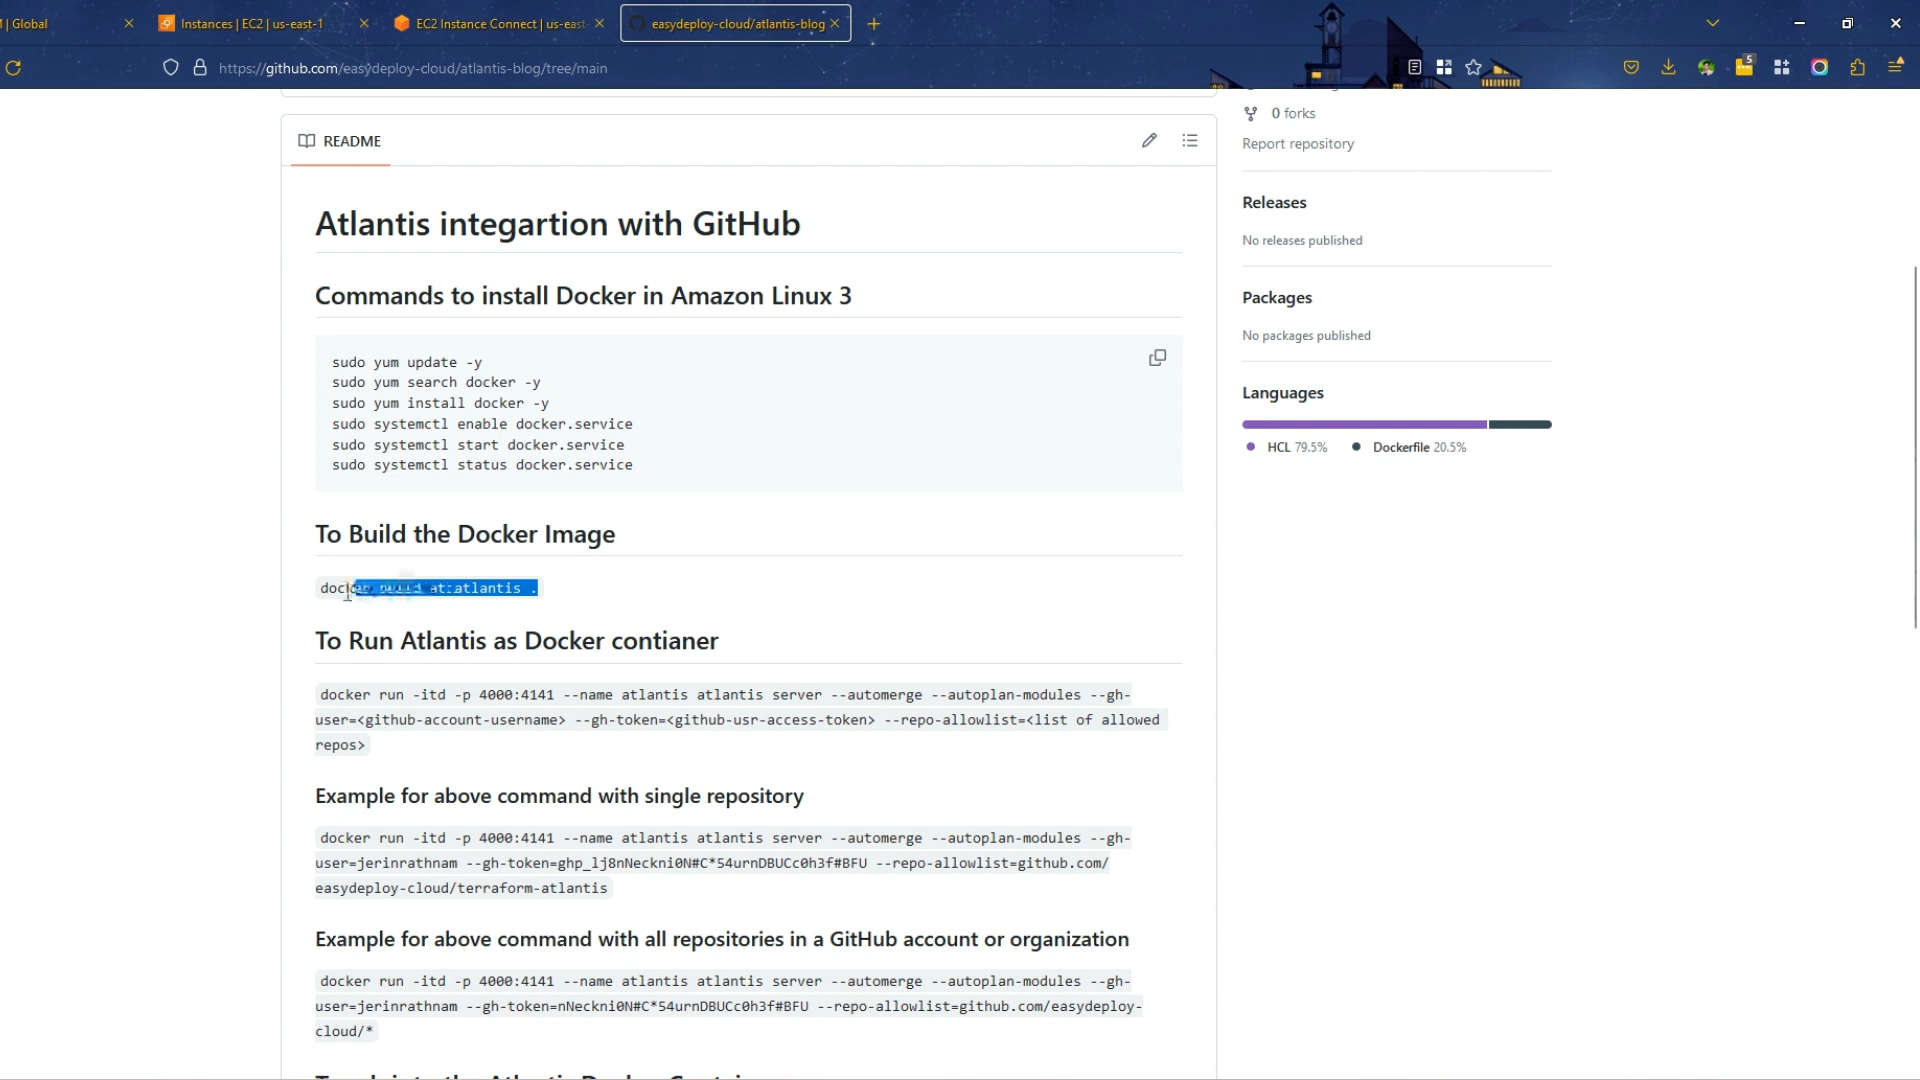 | Global
Instances | EC2 | us-east-1
EC2 Instance Connect | us-east
easydeploy-cloud/atlantis-blog
https://github.com/easydeploy-cloud/atlantis-blog/tree/main
5
0 forks
Report repository
README
Releases
No releases published
Packages
No packages published
Languages
HCL 79.5% Dockerfile 20.5%
Atlantis integartion with GitHub
Commands to install Docker in Amazon Linux 3
sudo yum update -y
sudo yum search docker -y
sudo yum install docker -y
sudo systemctl enable docker.service
sudo systemctl start docker.service
sudo systemctl status docker.service
To Build the Docker Image
atlantis .
To Run Atlantis as Docker contianer
docker run -itd -p 4000:4141 --name atlantis atlantis server --automerge --autoplan-modules --gh-
user=<github-account-username> --gh-token=<github-usr-access-token> --repo-allowlist=<list of allowed
repos>
Example for above command with single repository
docker run -itd -p 4000:4141 --name atlantis atlantis server --automerge --autoplan-modules --gh-
user=jerinrathnam --gh-token=ghp_lj8nNeckni0N#C*54urnDBUCc0h3f#BFU --repo-allowlist=github.com/
easydeploy-cloud/terraform-atlantis
Example for above command with all repositories in a GitHub account or organization
docker run -itd -p 4000:4141 --name atlantis atlantis server --automerge --autoplan-modules --gh-
user=jerinrathnam --gh-token=nNeckni0N#C*54urnDBUCc0h3f#BFU --repo-allowlist=github.com/easydeploy-
cloud/*